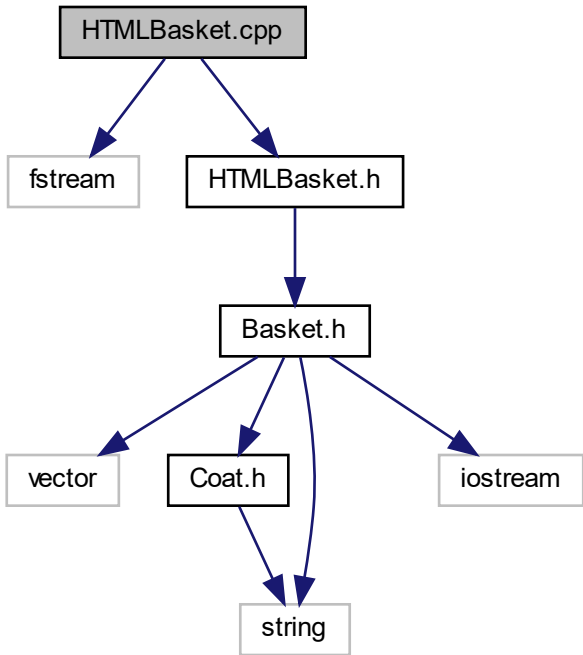 HTMLBasket.cpp
fstream
HTMLBasket.h
Basket.h
vector
Coat.h
iostream
string